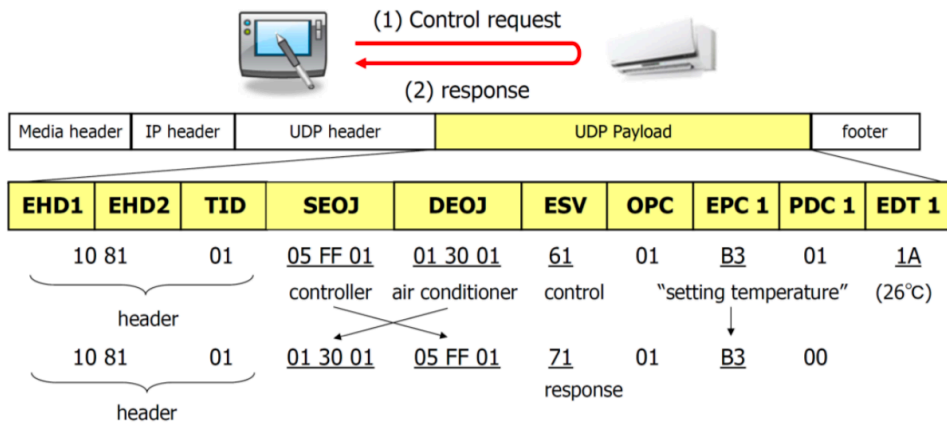 (1) Control request
(2) response
Media header IP header UDP header UDP Payload footer
EHD1 EHD2 TID SEOJ DEOJ ESV OPC EPC 1 PDC 1 EDT 1
10 81 01 05 FF 01 01 30 01 61 01 B3 01 1A
controller air conditioner control "setting temperature" (26℃)
header
10 81 01 01 30 01 05 FF 01 71 01 B3 00
response
header